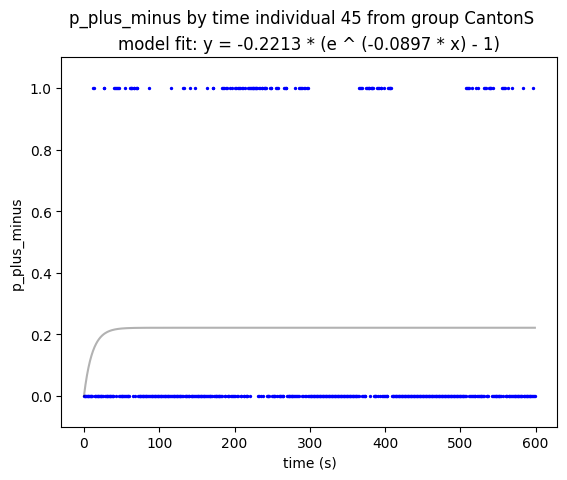 p_plus_minus by time individual 45 from group CantonS
model fit: y = -0.2213 * (e ^ (-0.0897 * x) - 1)
1.0
0.8
0.6
0.4
0.2
0.0
p_plus_minus
0 100 200 300 400 500 600
time (s)